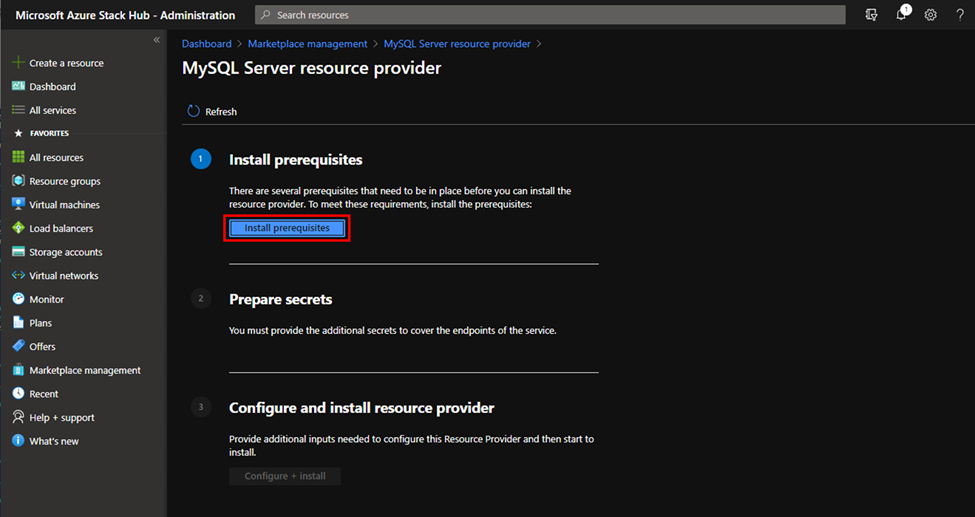 Microsoft Azure Stack Hub - Administration
Search resources
1
?
«
Dashboard > Marketplace management > MySQL Server resource provider >
MySQL Server resource provider
Refresh
Create a resource
Dashboard
All services
FAVORITES
All resources
Resource groups
Virtual machines
Load balancers
Storage accounts
Virtual networks
Monitor
Plans
Offers
Marketplace management
Recent
Help + support
What's new
1
Install prerequisites
There are several prerequisites that need to be in place before you can install the
resource provider. To meet these requirements, install the prerequisites:
Install prerequisites
2
Prepare secrets
You must provide the additional secrets to cover the endpoints of the service.
3
Configure and install resource provider
Provide additional inputs needed to configure this Resource Provider and then start to
install.
Configure + install